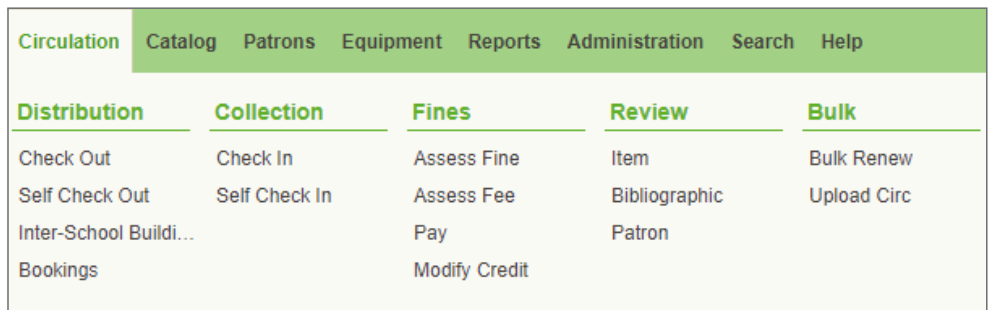 Circulation Catalog Patrons Equipment Reports Administration Search Help
Distribution Collection Fines Review Bulk
Check Out Check In Assess Fine Item Bulk Renew
Self Check Out Self Check In Assess Fee Bibliographic Upload Circ
Inter-School Buildi... Pay Patron
Bookings Modify Credit